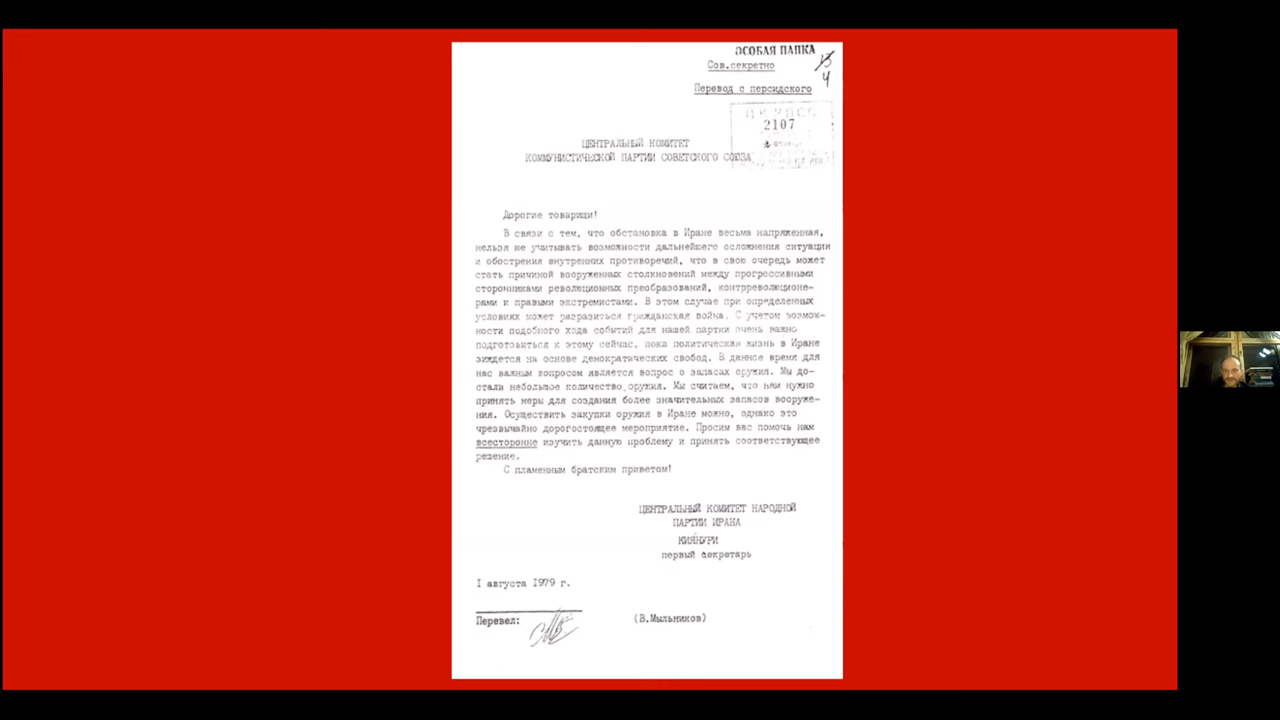 ОСОБАЯ ПАПКА
Сов.секретно
4
Перевод с персидского
ЦК КПСС
2107
ЦЕНТРАЛЬНЫЙ КОМИТЕТ
КОММУНИСТИЧЕСКОЙ ПАРТИИ СОВЕТСКОГО СОЮЗА
Дорогие товарищи!
В связи с тем, что обстановка в Иране весьма напряженная,
нельзя не учитывать возможности дальнейшего осложнения ситуации
и обострения внутренних противоречий, что в свою очередь может
стать причиной вооруженных столкновений между прогрессивными
сторонниками революционных преобразований, контрреволюционе-
рами и правыми экстремистами. В этом случае при определенных
условиях может разразиться гражданская война. С учетом возмож-
ности подобного хода событий для нашей партии очень важно
подготовиться к этому сейчас, пока политическая жизнь в Иране
зиждется на основе демократических свобод. В данное время для
нас важным вопросом является вопрос о запасах оружия. Мы до-
стали небольшое количество оружия. Мы считаем, что нам нужно
принять меры для создания более значительных запасов вооруже-
ния. Осуществить закупки оружия в Иране можно, однако это
чрезвычайно дорогостоящее мероприятие. Просим вас помочь нам
всесторонне изучить данную проблему и принять соответствующее
решение.
С пламенным братским приветом!
ЦЕНТРАЛЬНЫЙ КОМИТЕТ НАРОДНОЙ
ПАРТИИ ИРАНА
КИЯНУРИ
первый секретарь
I августа 1979 г.
Перевел:
(В.Мыльников)